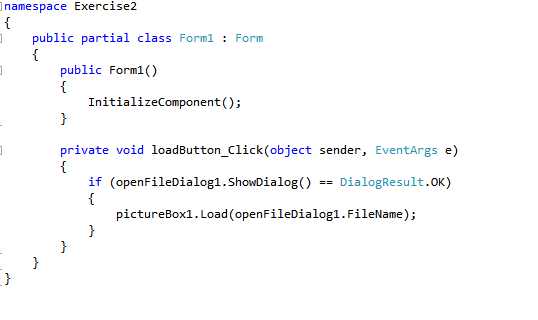 namespace Exercise2
{
    public partial class Form1 : Form
    {
        public Form1()
        {
            InitializeComponent();
        }

        private void loadButton_Click(object sender, EventArgs e)
        {
            if (openFileDialog1.ShowDialog() == DialogResult.OK)
            {
                pictureBox1.Load(openFileDialog1.FileName);
            }
        }
    }
}